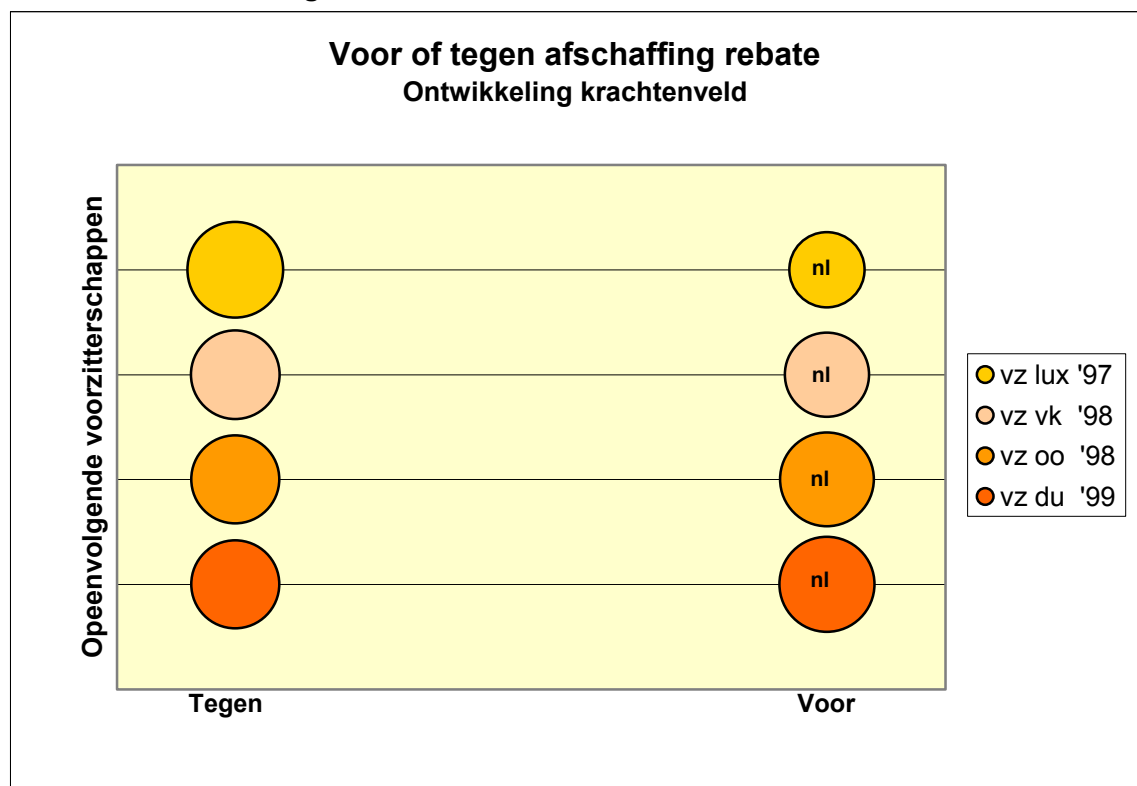 Voor of tegen afschaffing rebate
Ontwikkeling krachtenveld
Opeenvolgende voorzitterschappen
nl
nl
nl
nl
Tegen
Voor
vz lux '97
vz vk '98
vz oo '98
vz du '99